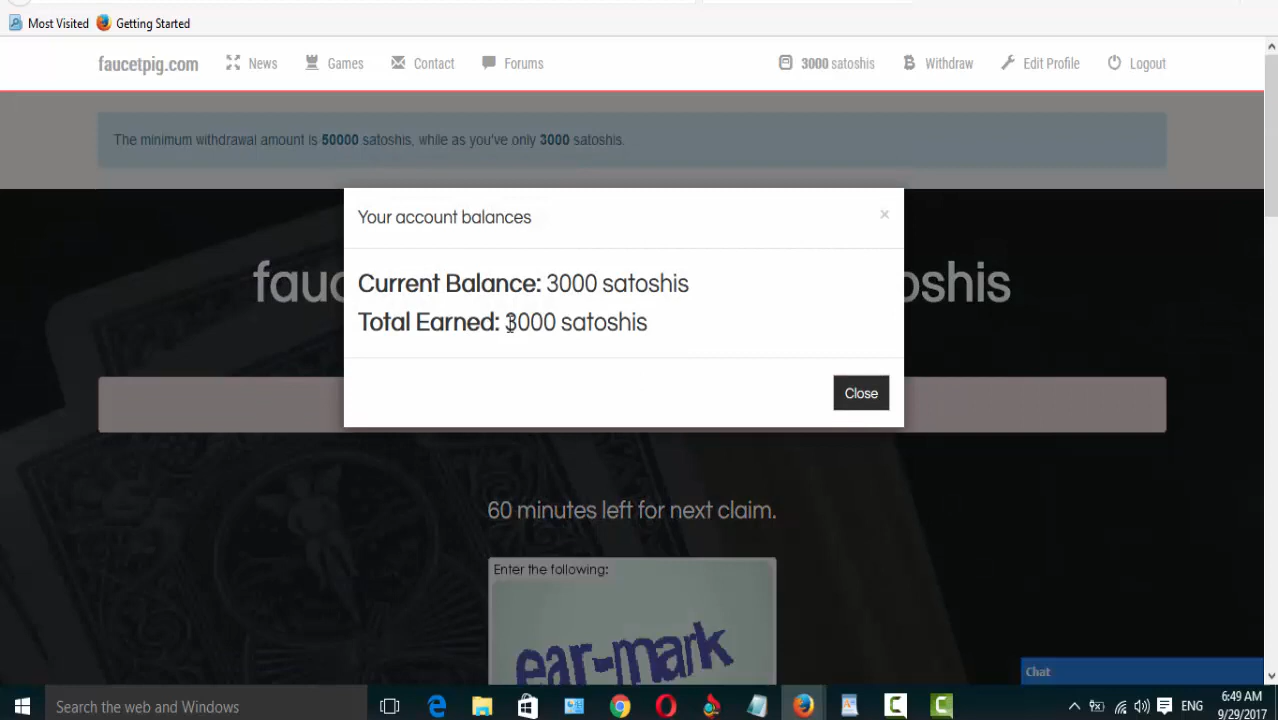 Most Visited Getting Started
faucetpig.com News Games Contact Forums 3000 satoshis Withdraw Edit Profile Logout
The minimum withdrawal amount is 50000 satoshis, while as you've only 3000 satoshis.
Your account balances ×
fauc oshis
Current Balance: 3000 satoshis
Total Earned: 3000 satoshis
Close
60 minutes left for next claim.
Enter the following:
ear-mark
Chat
Search the web and Windows
ENG
6:49 AM
9/29/2017